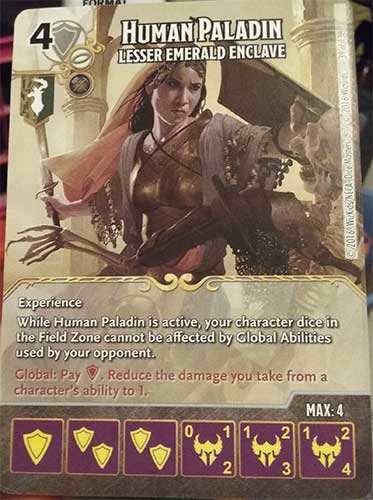 FORMAT
4
HUMAN PALADIN
LESSER EMERALD ENCLAVE
Experience
While Human Paladin is active, your character dice in
the Field Zone cannot be affected by Global Abilities
used by your opponent.
Global: Pay . Reduce the damage you take from a
character's ability to 1.
MAX: 4
0 1
2
1 2
3
1 2
4